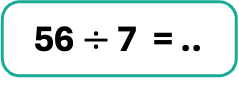 56 ÷ 7 = ..